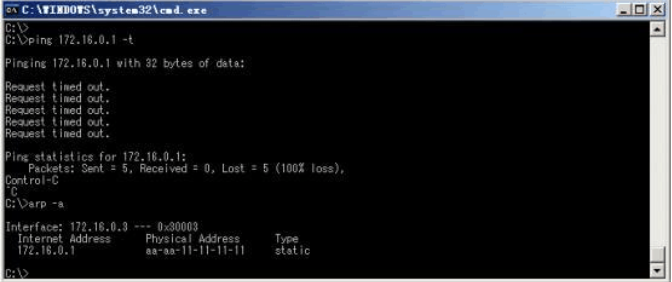 C:\WINDOWS\system32\cmd.exe
C:\>
C:\>ping 172.16.0.1 -t
Pinging 172.16.0.1 with 32 bytes of data:
Request timed out.
Request timed out.
Request timed out.
Request timed out.
Request timed out.
Ping statistics for 172.16.0.1:
Packets: Sent = 5, Received = 0, Lost = 5 (100% loss),
Control-C
^C
C:\>arp -a
Interface: 172.16.0.3 --- 0x30003
Internet Address Physical Address Type
172.16.0.1 aa-aa-11-11-11-11 static
C:\>